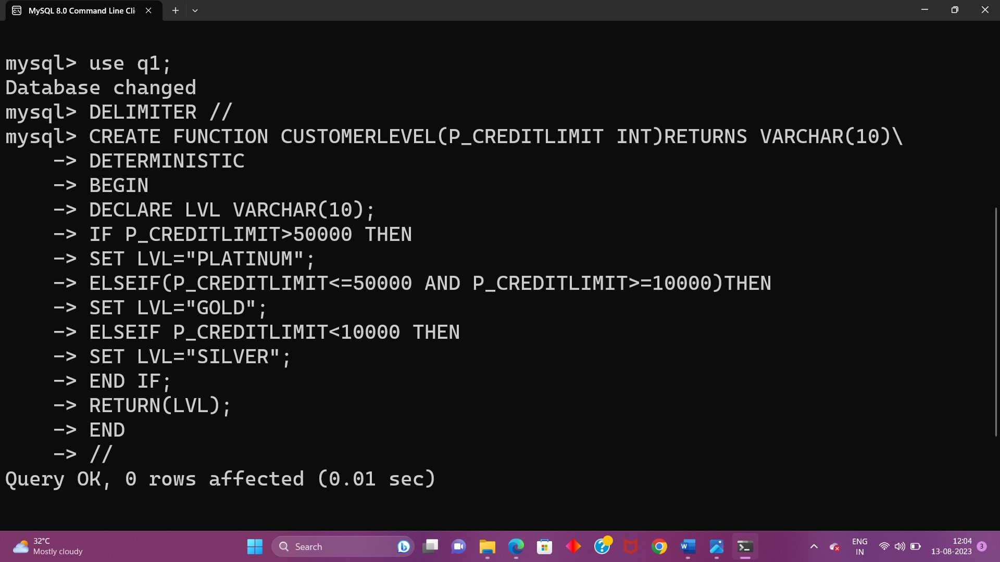 MySQL 8.0 Command Line Cli
mysql> use q1;
Database changed
mysql> DELIMITER //
mysql> CREATE FUNCTION CUSTOMERLEVEL(P_CREDITLIMIT INT)RETURNS VARCHAR(10)\
    -> DETERMINISTIC
    -> BEGIN
    -> DECLARE LVL VARCHAR(10);
    -> IF P_CREDITLIMIT>50000 THEN
    -> SET LVL="PLATINUM";
    -> ELSEIF(P_CREDITLIMIT<=50000 AND P_CREDITLIMIT>=10000)THEN
    -> SET LVL="GOLD";
    -> ELSEIF P_CREDITLIMIT<10000 THEN
    -> SET LVL="SILVER";
    -> END IF;
    -> RETURN(LVL);
    -> END
    -> //
Query OK, 0 rows affected (0.01 sec)
32°C
Mostly cloudy
Search
ENG
IN
12:04
13-08-2023
3